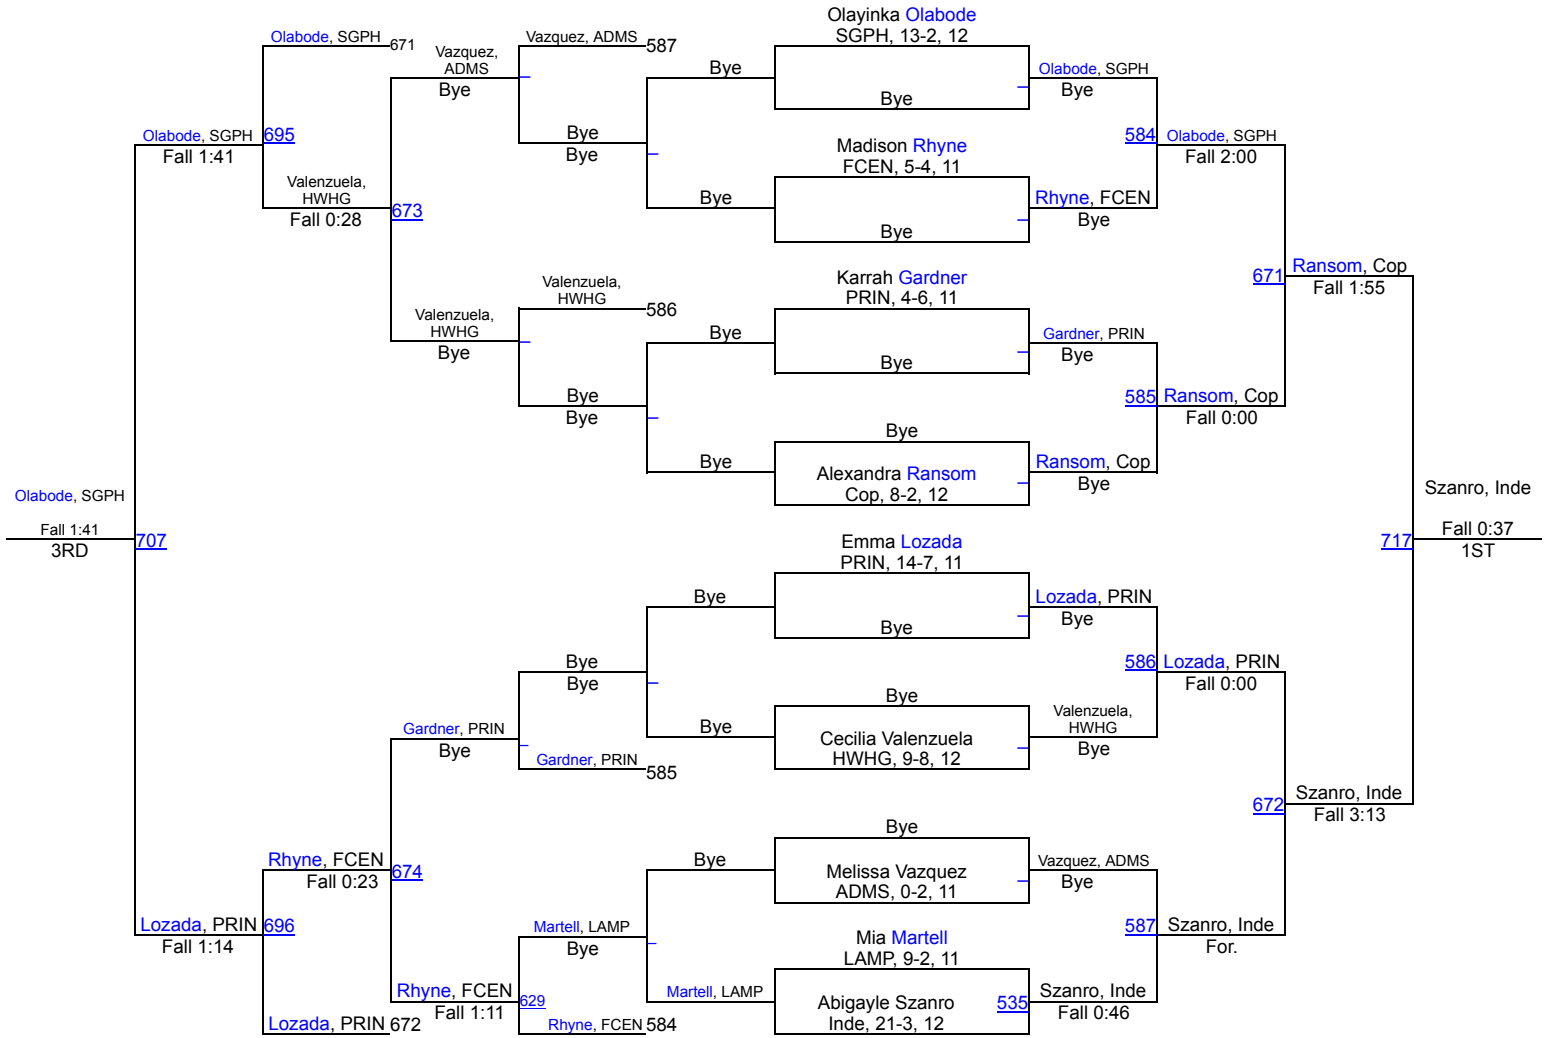 Olayinka Olabode
SGPH, 13-2, 12
Olabode, SGPH
671
Vazquez,
ADMS
Bye
Vazquez, ADMS
587
Bye
Bye
Olabode, SGPH
Bye
Olabode, SGPH
Fall 1:41
695
Bye
Bye
Madison Rhyne
FCEN, 5-4, 11
584
Olabode, SGPH
Fall 2:00
Valenzuela,
HWHG
Fall 0:28
673
Bye
Bye
Rhyne, FCEN
Bye
Valenzuela,
HWHG
586
Karrah Gardner
PRIN, 4-6, 11
671
Ransom, Cop
Fall 1:55
Valenzuela,
HWHG
Bye
Bye
Bye
Gardner, PRIN
Bye
Bye
Bye
585
Ransom, Cop
Fall 0:00
Bye
Bye
Alexandra Ransom
Cop, 8-2, 12
Ransom, Cop
Bye
Olabode, SGPH
Fall 1:41
3RD
707
Szanro, Inde
Fall 0:37
1ST
717
Emma Lozada
PRIN, 14-7, 11
Bye
Bye
Lozada, PRIN
Bye
Bye
Bye
586
Lozada, PRIN
Fall 0:00
Gardner, PRIN
Bye
Gardner, PRIN
585
Bye
Bye
Cecilia Valenzuela
HWHG, 9-8, 12
Valenzuela,
HWHG
Bye
672
Szanro, Inde
Fall 3:13
Rhyne, FCEN
Fall 0:23
674
Bye
Bye
Melissa Vazquez
ADMS, 0-2, 11
Vazquez, ADMS
Bye
Lozada, PRIN
Fall 1:14
696
Martell, LAMP
Bye
Mia Martell
LAMP, 9-2, 11
587
Szanro, Inde
For.
Rhyne, FCEN
Fall 1:11
629
Martell, LAMP
Abigayle Szanro
Inde, 21-3, 12
535
Szanro, Inde
Fall 0:46
Lozada, PRIN
672
Rhyne, FCEN
584